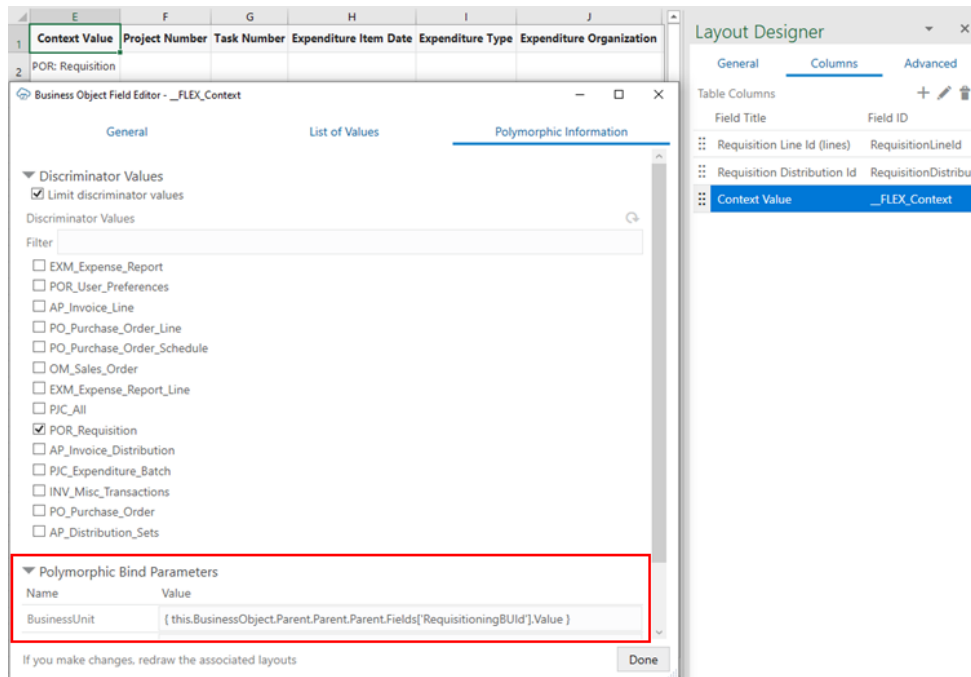 E F G H I J
1 Context Value Project Number Task Number Expenditure Item Date Expenditure Type Expenditure Organization
2 POR: Requisition
Business Object Field Editor - __FLEX_Context
General List of Values Polymorphic Information
Discriminator Values
Limit discriminator values
Discriminator Values
Filter
EXM_Expense_Report
POR_User_Preferences
AP_Invoice_Line
PO_Purchase_Order_Line
PO_Purchase_Order_Schedule
OM_Sales_Order
EXM_Expense_Report_Line
PJC_All
POR_Requisition
AP_Invoice_Distribution
PJC_Expenditure_Batch
INV_Misc_Transactions
PO_Purchase_Order
AP_Distribution_Sets
Polymorphic Bind Parameters
Name Value
BusinessUnit { this.BusinessObject.Parent.Parent.Parent.Fields['RequisitioningBUId'].Value }
If you make changes, redraw the associated layouts
Done
Layout Designer
General Columns Advanced
Table Columns
Field Title Field ID
Requisition Line Id (lines) RequisitionLineId
Requisition Distribution Id RequisitionDistribu
Context Value __FLEX_Context